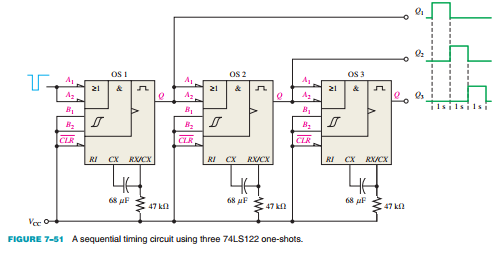 Q₁
OS 1
OS 2
OS 3
Q₂
A₁
≥1
&
A₁
≥1
&
A₁
≥1
&
A₂
Q
A₂
Q
A₂
Q
Q₃
B₁
B₁
B₁
1 s
1 s
1 s
B₂
B₂
B₂
CLR
CLR
CLR
RI
CX
RX/CX
RI
CX
RX/CX
RI
CX
RX/CX
68 μF
47 kΩ
68 μF
47 kΩ
68 μF
47 kΩ
Vcc
FIGURE 7–51 A sequential timing circuit using three 74LS122 one-shots.